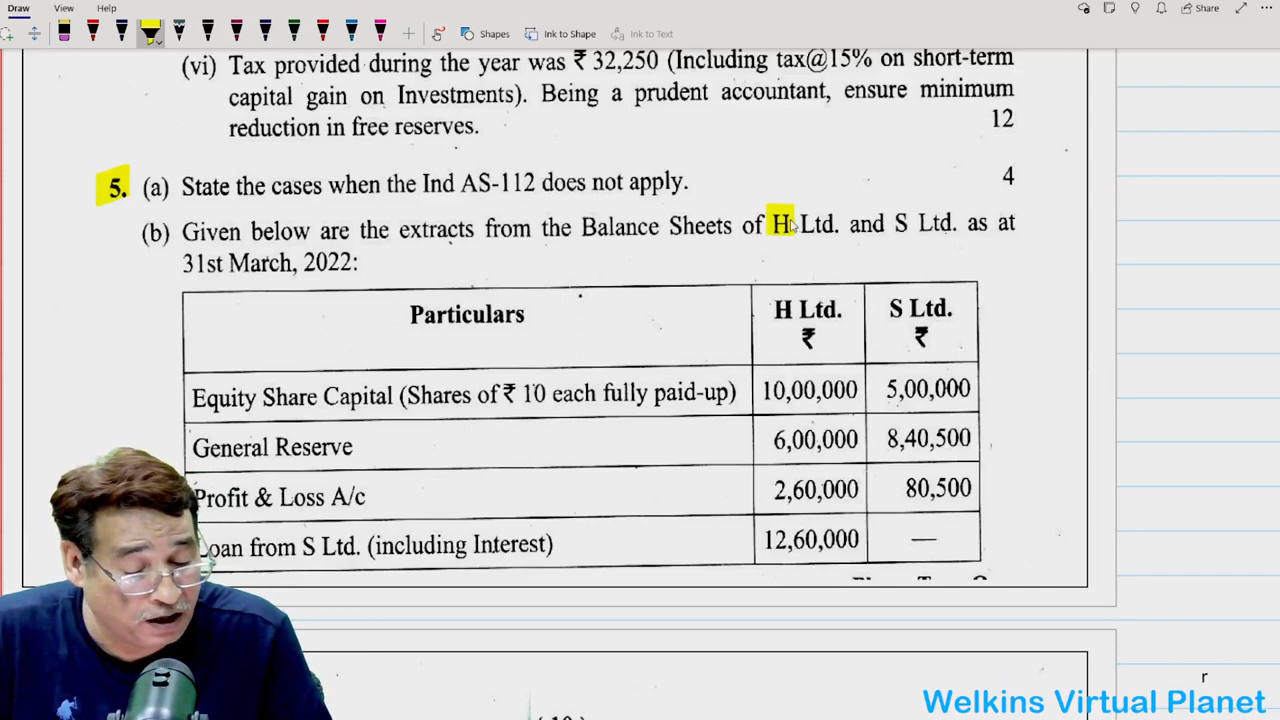 Draw View Help
Share
Shapes Ink to Shape Ink to Text
(vi) Tax provided during the year was ₹ 32,250 (Including tax@15% on short-term
capital gain on Investments). Being a prudent accountant, ensure minimum
reduction in free reserves. 12
5. (a) State the cases when the Ind AS-112 does not apply. 4
(b) Given below are the extracts from the Balance Sheets of H Ltd. and S Ltd. as at
31st March, 2022:
Particulars H Ltd. ₹ S Ltd. ₹
Equity Share Capital (Shares of ₹ 10 each fully paid-up) 10,00,000 5,00,000
General Reserve 6,00,000 8,40,500
Profit & Loss A/c 2,60,000 80,500
Loan from S Ltd. (including Interest) 12,60,000 —
r
Welkins Virtual Planet